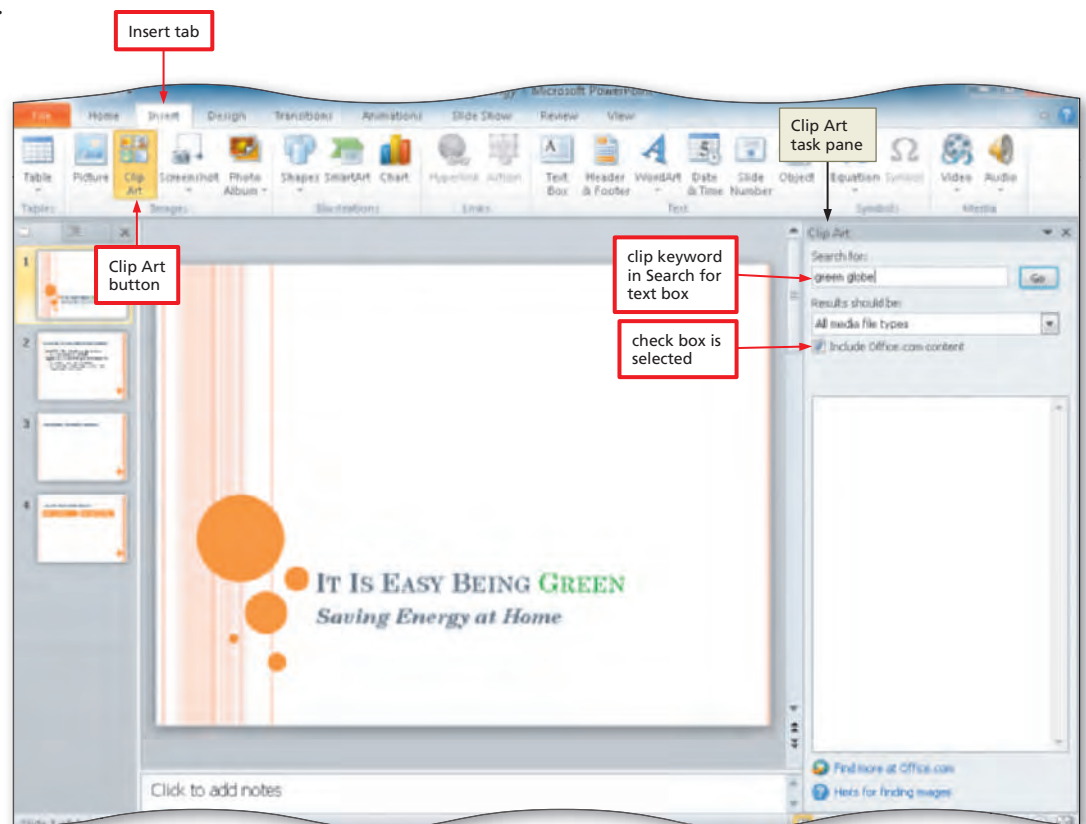 Insert tab
Microsoft PowerPoint
File Home Insert Design Transitions Animations Slide Show Review View
Clip Art
task pane
Table Picture Clip Art Screenshot Photo Album Shapes SmartArt Chart Hyperlink Action Text Box Header & Footer WordArt Date & Time Slide Number Object Equation Symbol Video Audio
Tables Images Illustrations Links Text Symbols Media
Clip Art
Search for:
green globe Go
Results should be:
All media file types
Include Office.com content
clip keyword
in Search for
text box
check box is
selected
Clip Art
button
1
2
3
4
IT IS EASY BEING GREEN
Saving Energy at Home
Click to add notes
Find more at Office.com
Hints for finding images